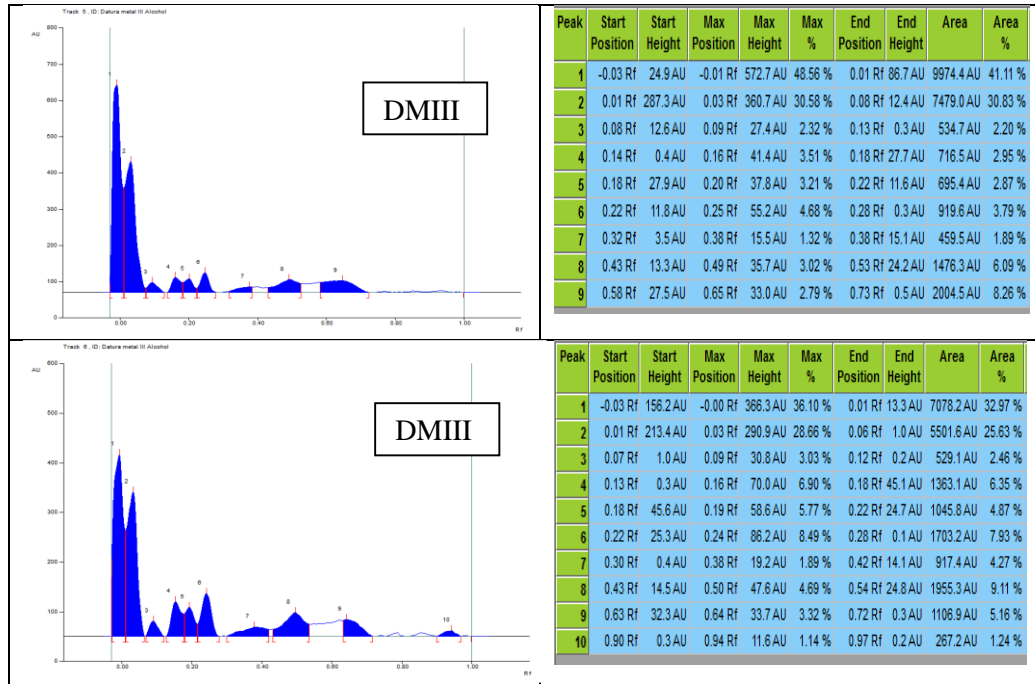 Track 5 , ID: Datura metal III Alcohol
AU
800
700
600
500
400
300
200
100
0
0.00 0.20 0.40 0.60 0.80 1.00
Rf
1
2
3
4
5
6
7
8
9
DMIII
Peak Start Position Start Height Max Position Max Height Max % End Position End Height Area Area %
1 -0.03 Rf 24.9 AU -0.01 Rf 572.7 AU 48.56 % 0.01 Rf 86.7 AU 9974.4 AU 41.11 %
2 0.01 Rf 287.3 AU 0.03 Rf 360.7 AU 30.58 % 0.08 Rf 12.4 AU 7479.0 AU 30.83 %
3 0.08 Rf 12.6 AU 0.09 Rf 27.4 AU 2.32 % 0.13 Rf 0.3 AU 534.7 AU 2.20 %
4 0.14 Rf 0.4 AU 0.16 Rf 41.4 AU 3.51 % 0.18 Rf 27.7 AU 716.5 AU 2.95 %
5 0.18 Rf 27.9 AU 0.20 Rf 37.8 AU 3.21 % 0.22 Rf 11.6 AU 695.4 AU 2.87 %
6 0.22 Rf 11.8 AU 0.25 Rf 55.2 AU 4.68 % 0.28 Rf 0.3 AU 919.6 AU 3.79 %
7 0.32 Rf 3.5 AU 0.38 Rf 15.5 AU 1.32 % 0.38 Rf 15.1 AU 459.5 AU 1.89 %
8 0.43 Rf 13.3 AU 0.49 Rf 35.7 AU 3.02 % 0.53 Rf 24.2 AU 1476.3 AU 6.09 %
9 0.58 Rf 27.5 AU 0.65 Rf 33.0 AU 2.79 % 0.73 Rf 0.5 AU 2004.5 AU 8.26 %
Track 6 , ID: Datura metal III Alcohol
AU
600
500
400
300
200
100
0
0.00 0.20 0.40 0.60 0.80 1.00
Rf
1
2
3
4
5
6
7
8
9
10
DMIII
Peak Start Position Start Height Max Position Max Height Max % End Position End Height Area Area %
1 -0.03 Rf 156.2 AU -0.00 Rf 366.3 AU 36.10 % 0.01 Rf 13.3 AU 7078.2 AU 32.97 %
2 0.01 Rf 213.4 AU 0.03 Rf 290.9 AU 28.66 % 0.06 Rf 1.0 AU 5501.6 AU 25.63 %
3 0.07 Rf 1.0 AU 0.09 Rf 30.8 AU 3.03 % 0.12 Rf 0.2 AU 529.1 AU 2.46 %
4 0.13 Rf 0.3 AU 0.16 Rf 70.0 AU 6.90 % 0.18 Rf 45.1 AU 1363.1 AU 6.35 %
5 0.18 Rf 45.6 AU 0.19 Rf 58.6 AU 5.77 % 0.22 Rf 24.7 AU 1045.8 AU 4.87 %
6 0.22 Rf 25.3 AU 0.24 Rf 86.2 AU 8.49 % 0.28 Rf 0.1 AU 1703.2 AU 7.93 %
7 0.30 Rf 0.4 AU 0.38 Rf 19.2 AU 1.89 % 0.42 Rf 14.1 AU 917.4 AU 4.27 %
8 0.43 Rf 14.5 AU 0.50 Rf 47.6 AU 4.69 % 0.54 Rf 24.8 AU 1955.3 AU 9.11 %
9 0.63 Rf 32.3 AU 0.64 Rf 33.7 AU 3.32 % 0.72 Rf 0.3 AU 1106.9 AU 5.16 %
10 0.90 Rf 0.3 AU 0.94 Rf 11.6 AU 1.14 % 0.97 Rf 0.2 AU 267.2 AU 1.24 %